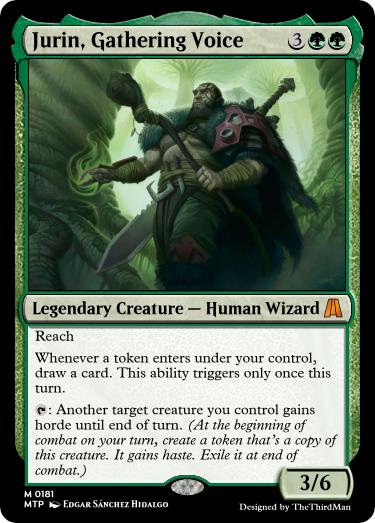 Jurin, Gathering Voice 3
Legendary Creature — Human Wizard
Reach
Whenever a token enters under your control,
draw a card. This ability triggers only once this
turn.
: Another target creature you control gains
horde until end of turn. (At the beginning of
combat on your turn, create a token that's a copy of
this creature. It gains haste. Exile it at end of
combat.)
3/6
M 0181
MTP Edgar Sánchez Hidalgo
Designed by TheThirdMan